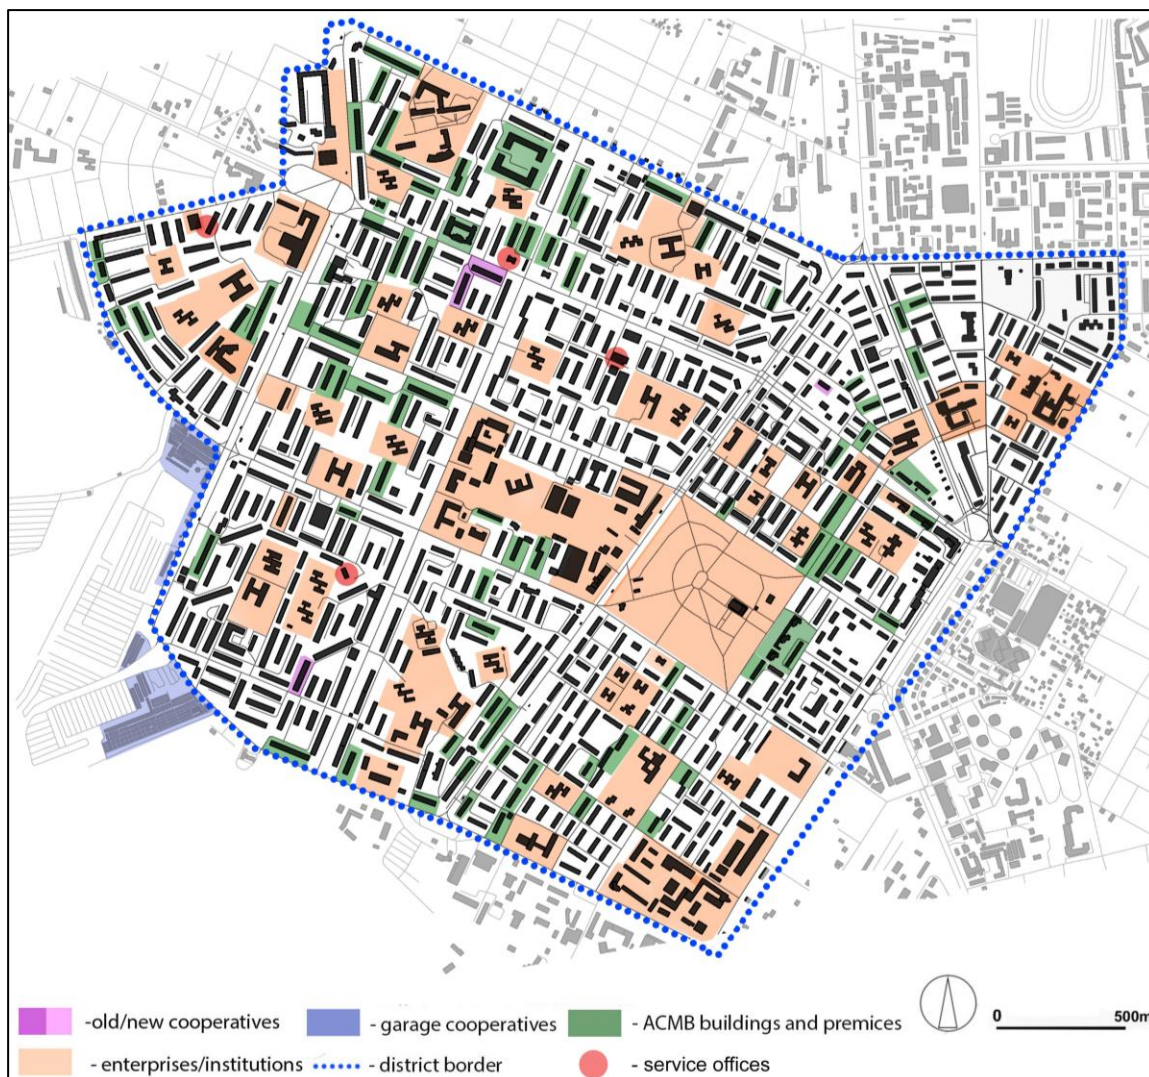 -old/new cooperatives
- garage cooperatives
- ACMB buildings and premices
0
500m
- enterprises/institutions
- district border
- service offices